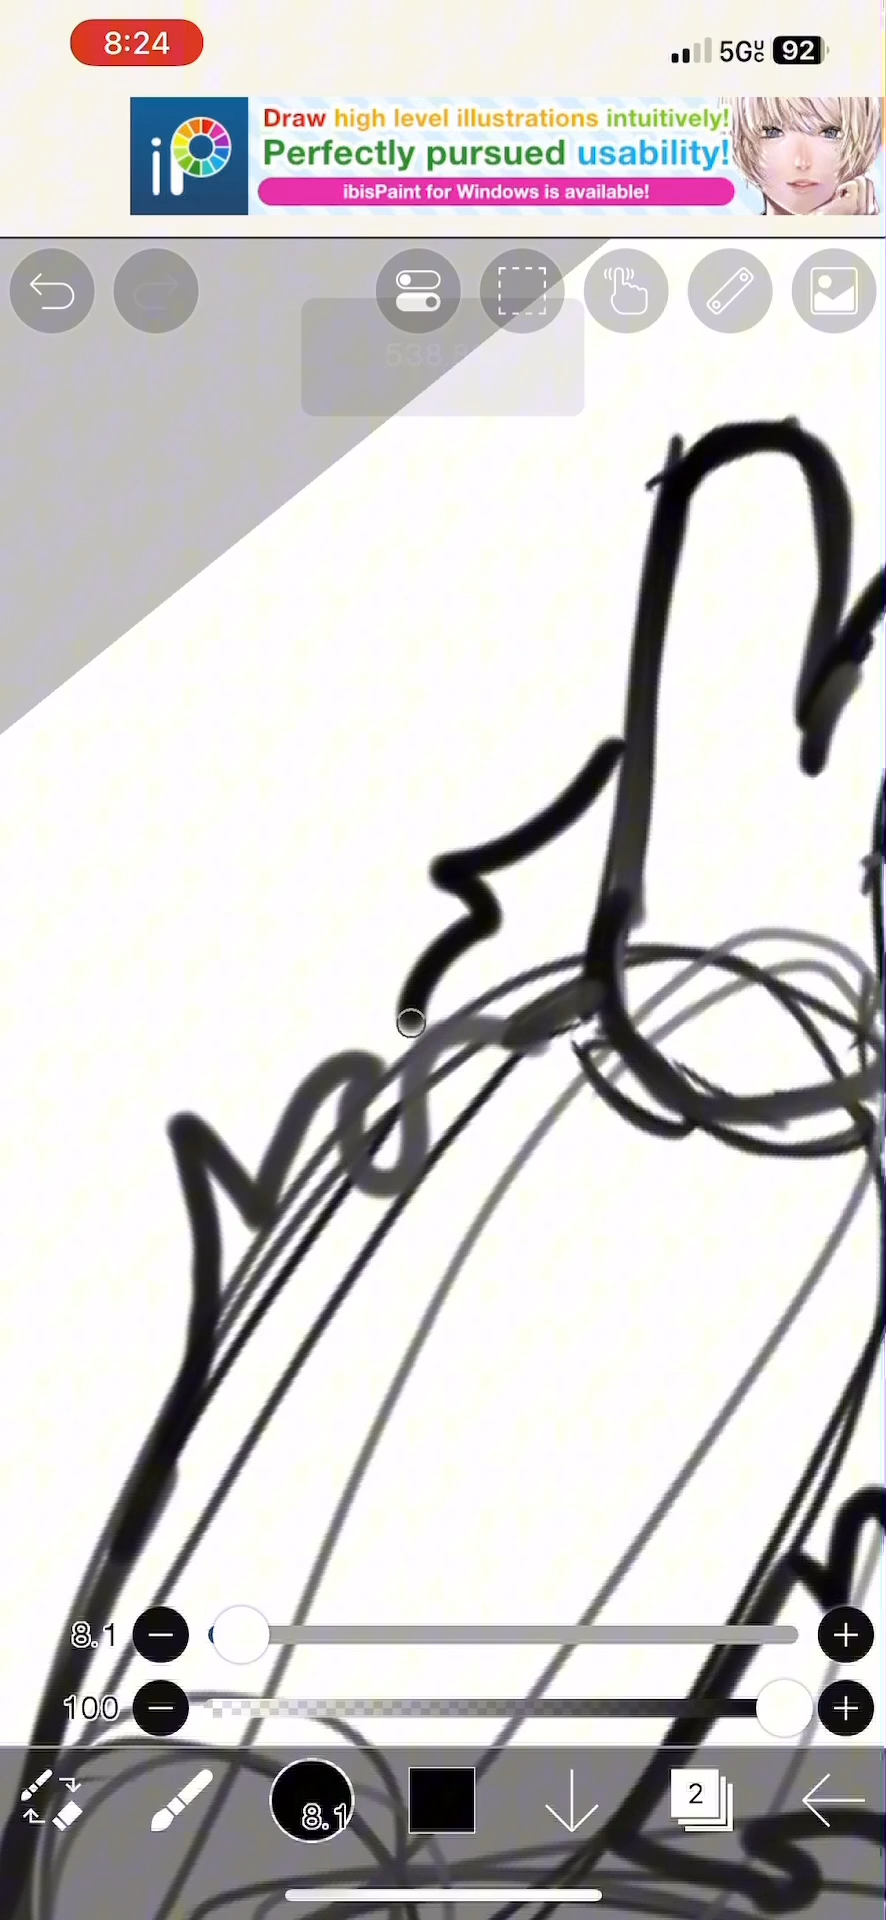 8:24
5G 92
iP
Draw high level illustrations intuitively!
Perfectly pursued usability!
ibisPaint for Windows is available!
8.1
100
8.1
2